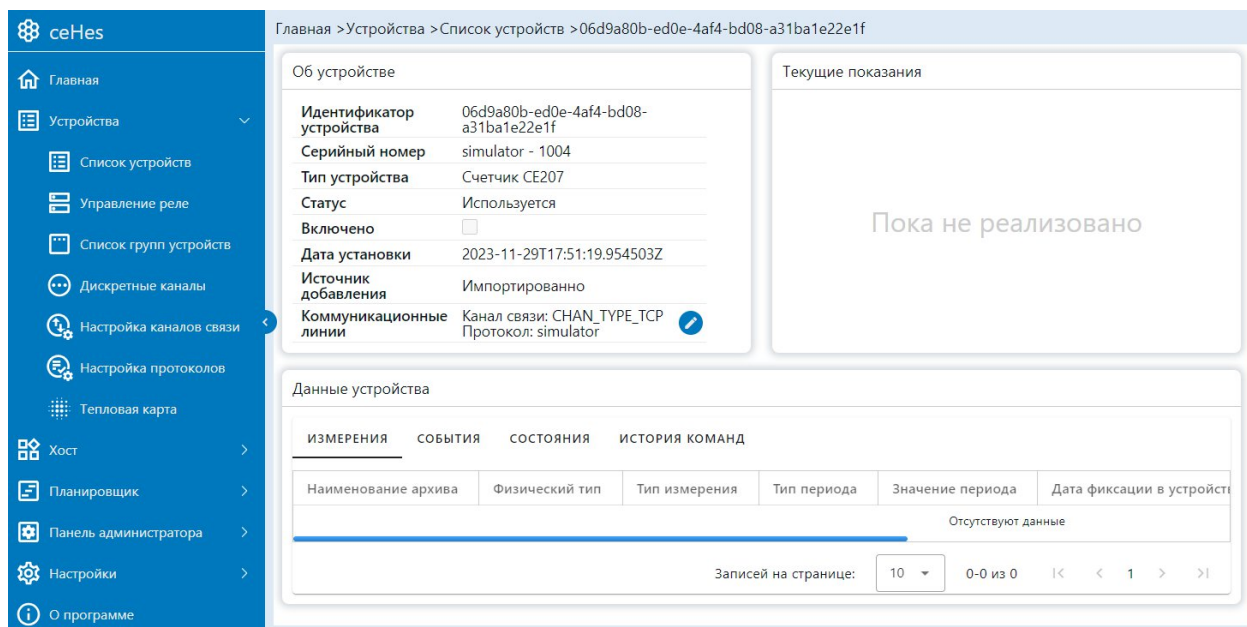 ceHes
Главная
Устройства
Список устройств
Управление реле
Список групп устройств
Дискретные каналы
Настройка каналов связи
Настройка протоколов
Тепловая карта
Хост
Планировщик
Панель администратора
Настройки
О программе
Главная >Устройства >Список устройств >06d9a80b-ed0e-4af4-bd08-a31ba1e22e1f
Об устройстве
Идентификатор устройства 06d9a80b-ed0e-4af4-bd08-a31ba1e22e1f
Серийный номер simulator - 1004
Тип устройства Счетчик СЕ207
Статус Используется
Включено
Дата установки 2023-11-29T17:51:19.954503Z
Источник добавления Импортированно
Коммуникационные линии Канал связи: CHAN_TYPE_TCP
Протокол: simulator
Текущие показания
Пока не реализовано
Данные устройства
ИЗМЕРЕНИЯ СОБЫТИЯ СОСТОЯНИЯ ИСТОРИЯ КОМАНД
Наименование архива Физический тип Тип измерения Тип периода Значение периода Дата фиксации в устройст
Отсутствуют данные
Записей на странице: 10 0-0 из 0 1